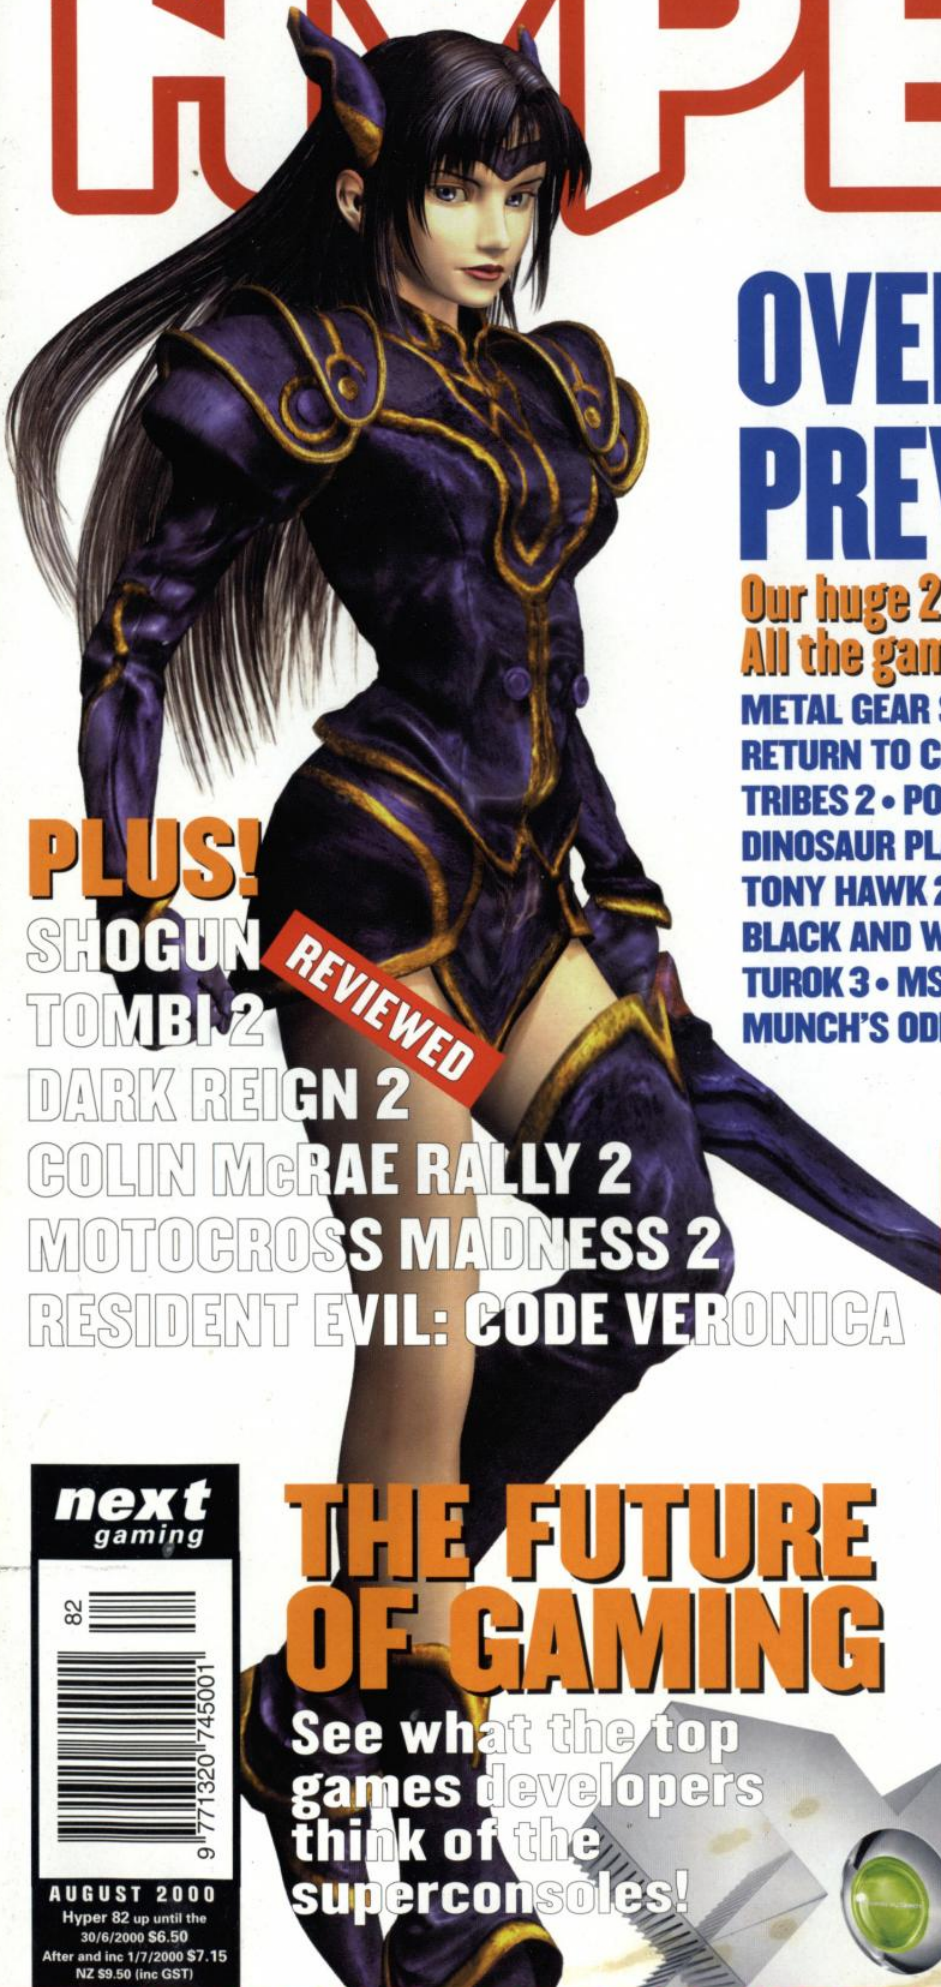 HYPE
OVE
PRE
Our huge 2
All the gam
METAL GEAR
RETURN TO C
TRIBES 2 • PO
DINOSAUR PL
TONY HAWK 2
BLACK AND W
TUROK 3 • MS
MUNCH'S ODD
PLUS!
SHOGUN
REVIEWED
TOMBI 2
DARK REIGN 2
COLIN McRAE RALLY 2
MOTOCROSS MADNESS 2
RESIDENT EVIL: CODE VERONICA
next
gaming
82
9 771320 745001
AUGUST 2000
Hyper 82 up until the
30/6/2000 $6.50
After and inc 1/7/2000 $7.15
NZ $9.50 (inc GST)
THE FUTURE
OF GAMING
See what the top
games developers
think of the
superconsoles!